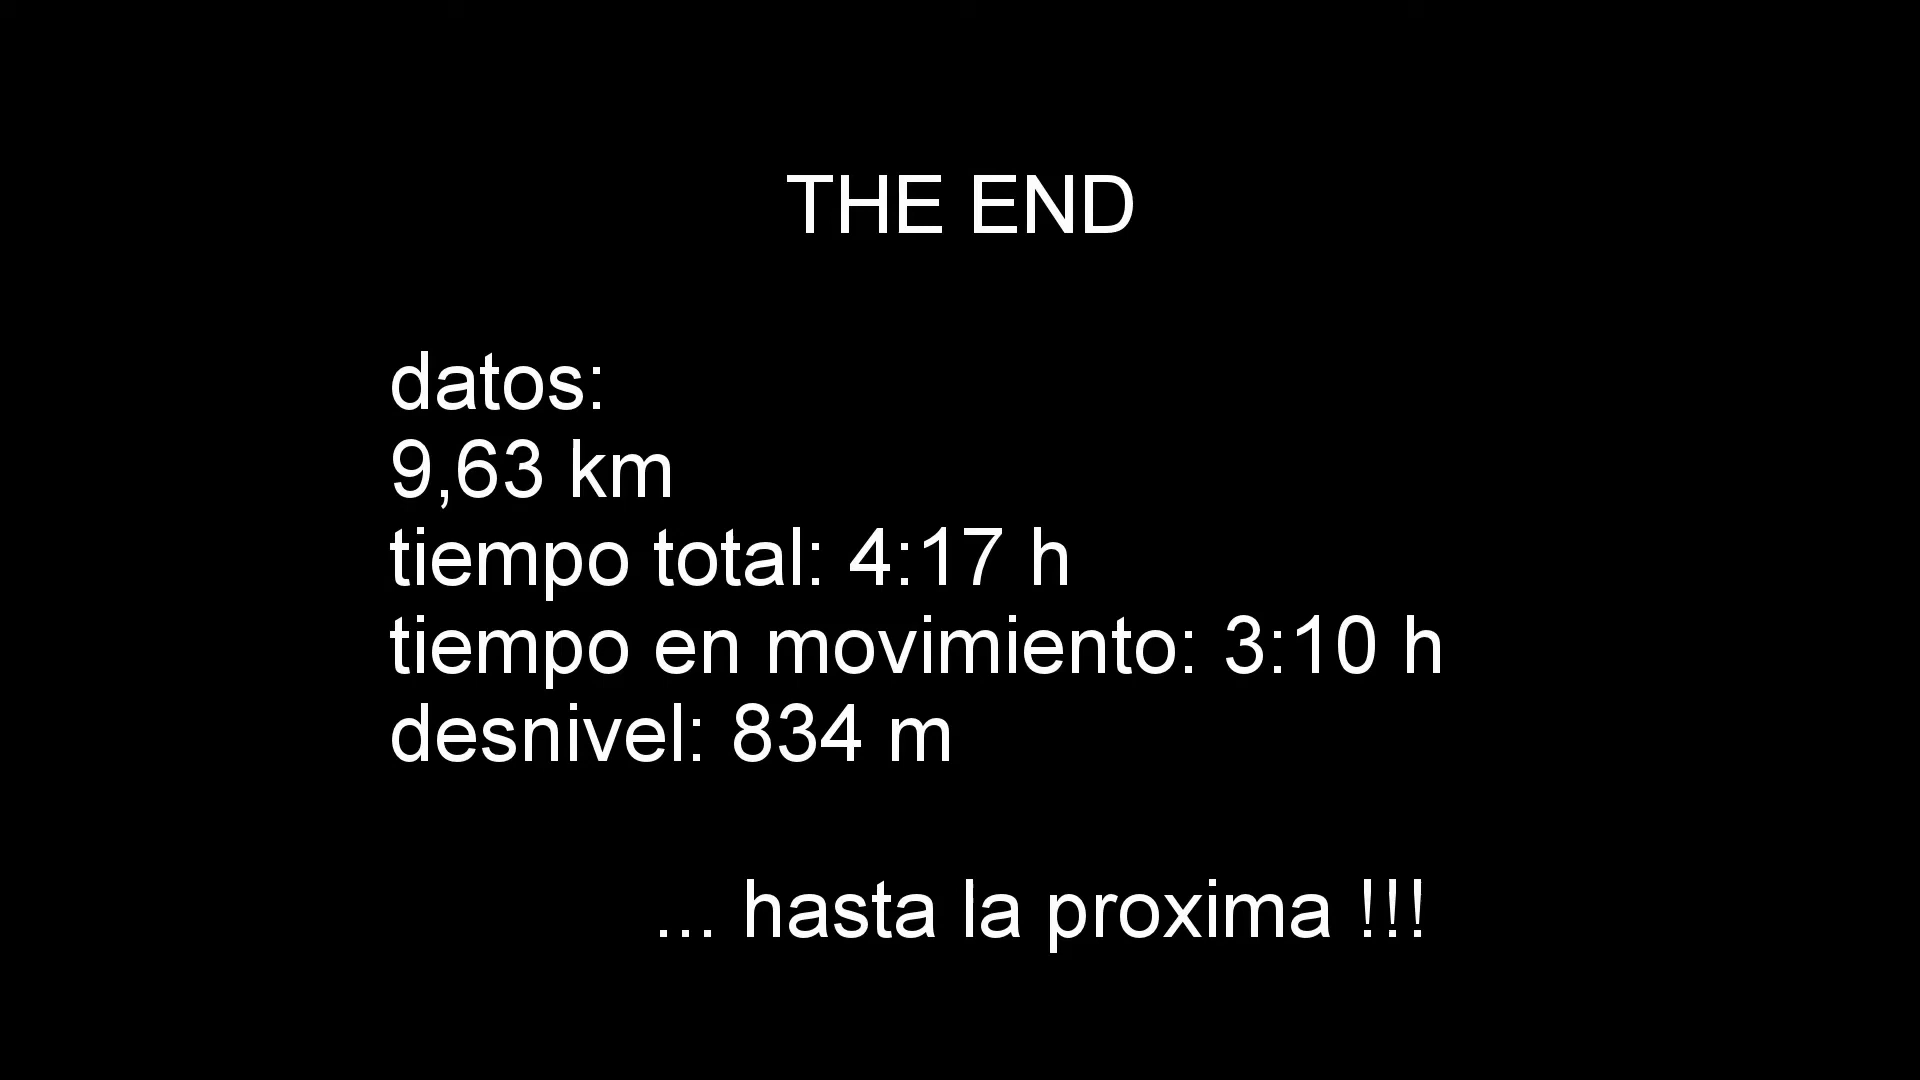 THE END
datos:
9,63 km
tiempo total: 4:17 h
tiempo en movimiento: 3:10 h
desnivel: 834 m
... hasta la proxima !!!